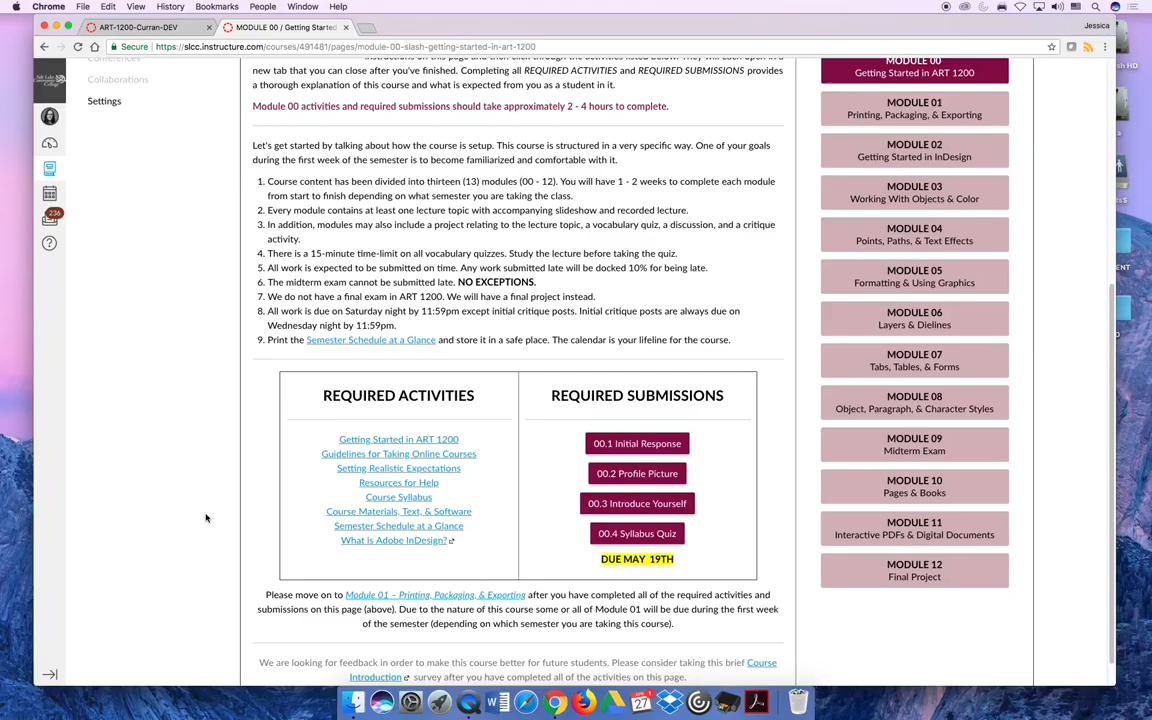 Chrome File Edit View History Bookmarks People Window Help
ART-1200-Curran-DEV
MODULE 00 / Getting Started
Jessica
Secure https://slcc.instructure.com/courses/491481/pages/module-00-slash-getting-started-in-art-1200
Conferences
Collaborations
Settings
236
instructions on this page and then click through the activities listed below. They will each open in a
new tab that you can close after you've finished. Completing all REQUIRED ACTIVITIES and REQUIRED SUBMISSIONS provides
a thorough explanation of this course and what is expected from you as a student in it.
Module 00 activities and required submissions should take approximately 2 - 4 hours to complete.
Let's get started by talking about how the course is setup. This course is structured in a very specific way. One of your goals
during the first week of the semester is to become familiarized and comfortable with it.
1. Course content has been divided into thirteen (13) modules (00 - 12). You will have 1 - 2 weeks to complete each module
from start to finish depending on what semester you are taking the class.
2. Every module contains at least one lecture topic with accompanying slideshow and recorded lecture.
3. In addition, modules may also include a project relating to the lecture topic, a vocabulary quiz, a discussion, and a critique
activity.
4. There is a 15-minute time-limit on all vocabulary quizzes. Study the lecture before taking the quiz.
5. All work is expected to be submitted on time. Any work submitted late will be docked 10% for being late.
6. The midterm exam cannot be submitted late. NO EXCEPTIONS.
7. We do not have a final exam in ART 1200. We will have a final project instead.
8. All work is due on Saturday night by 11:59pm except initial critique posts. Initial critique posts are always due on
Wednesday night by 11:59pm.
9. Print the Semester Schedule at a Glance and store it in a safe place. The calendar is your lifeline for the course.
REQUIRED ACTIVITIES
Getting Started in ART 1200
Guidelines for Taking Online Courses
Setting Realistic Expectations
Resources for Help
Course Syllabus
Course Materials, Text, & Software
Semester Schedule at a Glance
What is Adobe InDesign?
REQUIRED SUBMISSIONS
00.1 Initial Response
00.2 Profile Picture
00.3 Introduce Yourself
00.4 Syllabus Quiz
DUE MAY 19TH
Please move on to Module 01 – Printing, Packaging, & Exporting after you have completed all of the required activities and
submissions on this page (above). Due to the nature of this course some or all of Module 01 will be due during the first week
of the semester (depending on which semester you are taking this course).
We are looking for feedback in order to make this course better for future students. Please consider taking this brief Course
Introduction survey after you have completed all of the activities on this page.
MODULE 00
Getting Started in ART 1200
MODULE 01
Printing, Packaging, & Exporting
MODULE 02
Getting Started in InDesign
MODULE 03
Working With Objects & Color
MODULE 04
Points, Paths, & Text Effects
MODULE 05
Formatting & Using Graphics
MODULE 06
Layers & Dielines
MODULE 07
Tabs, Tables, & Forms
MODULE 08
Object, Paragraph, & Character Styles
MODULE 09
Midterm Exam
MODULE 10
Pages & Books
MODULE 11
Interactive PDFs & Digital Documents
MODULE 12
Final Project
27